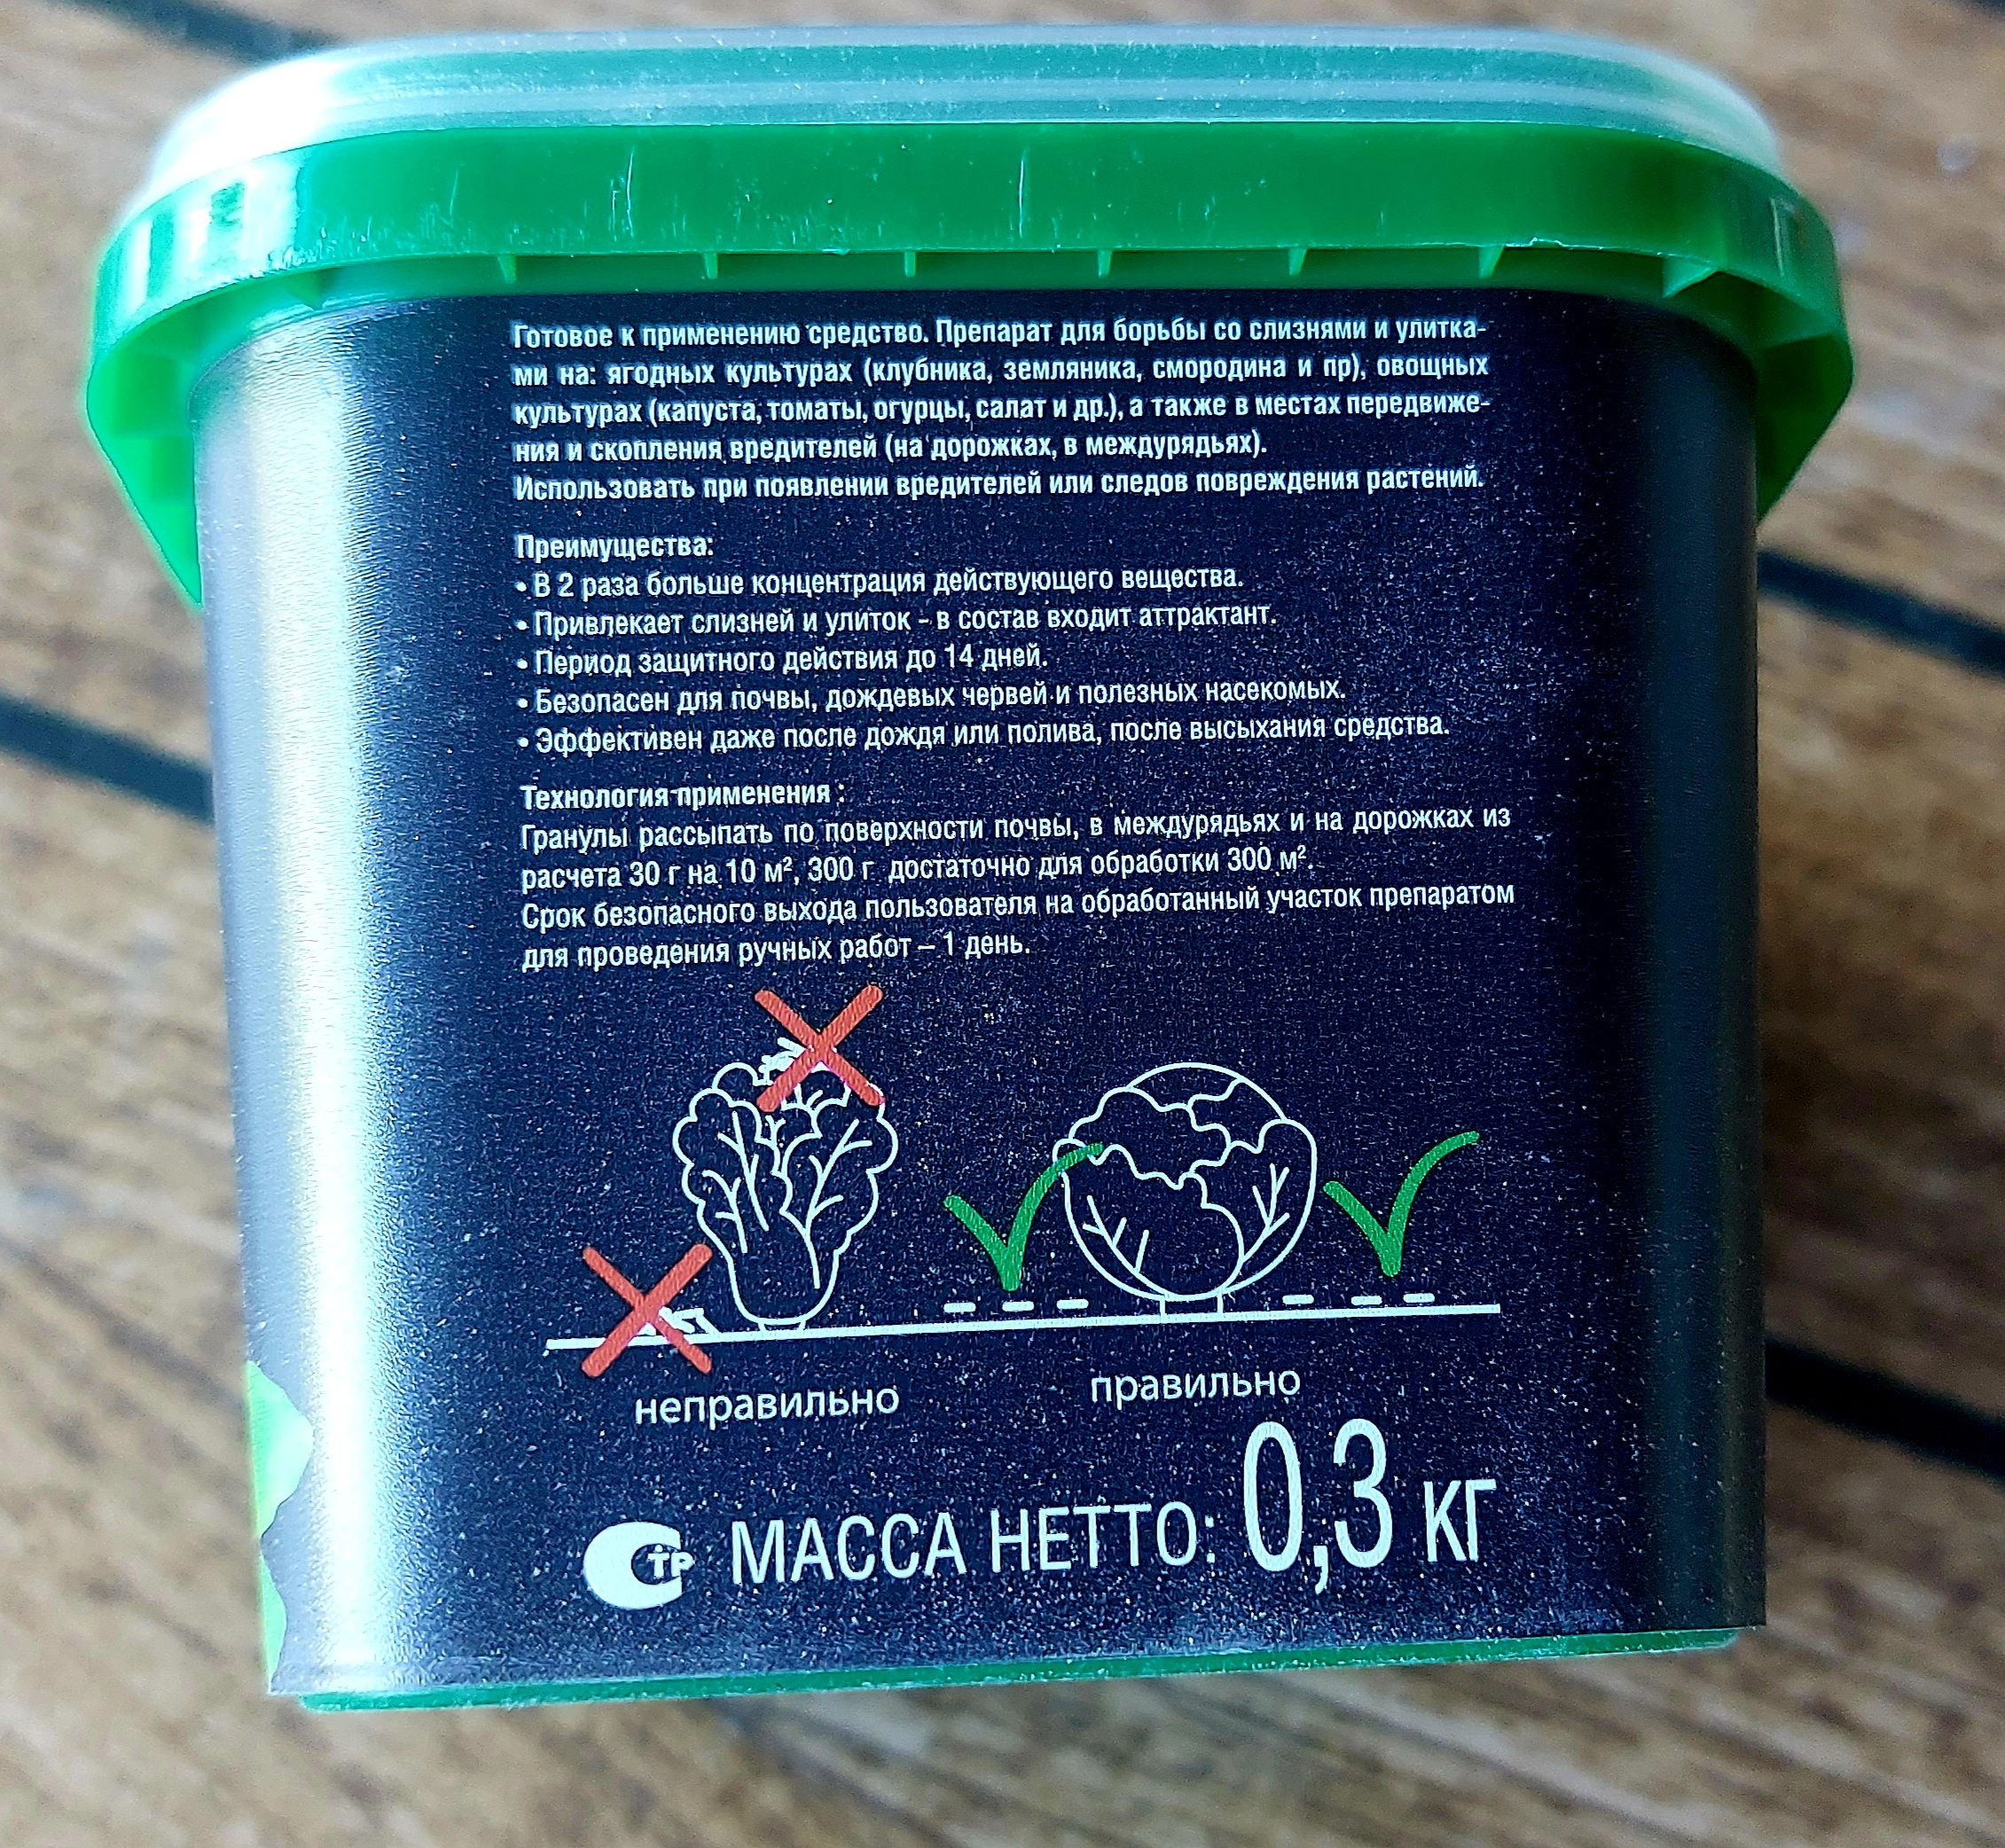 Готовое к применению средство. Препарат для борьбы со слизнями и улитка-
ми на: ягодных культурах (клубника, земляника, смородина и пр), овощных
культурах (капуста, томаты, огурцы, салат и др.), а также в местах передвиже-
ния и скопления вредителей (на дорожках, в междурядьях).
Использовать при появлении вредителей или следов повреждения растений.
Преимущества:
• В 2 раза больше концентрация действующего вещества.
• Привлекает слизней и улиток - в состав входит аттрактант.
• Период защитного действия до 14 дней.
• Безопасен для почвы, дождевых червей и полезных насекомых.
• Эффективен даже после дождя или полива, после высыхания средства.
Технология применения :
Гранулы рассыпать по поверхности почвы, в междурядьях и на дорожках из
расчета 30 г на 10 м², 300 г достаточно для обработки 300 м².
Срок безопасного выхода пользователя на обработанный участок препаратом
для проведения ручных работ – 1 день.
неправильно
правильно
СТР МАССА НЕТТО: 0,3 КГ